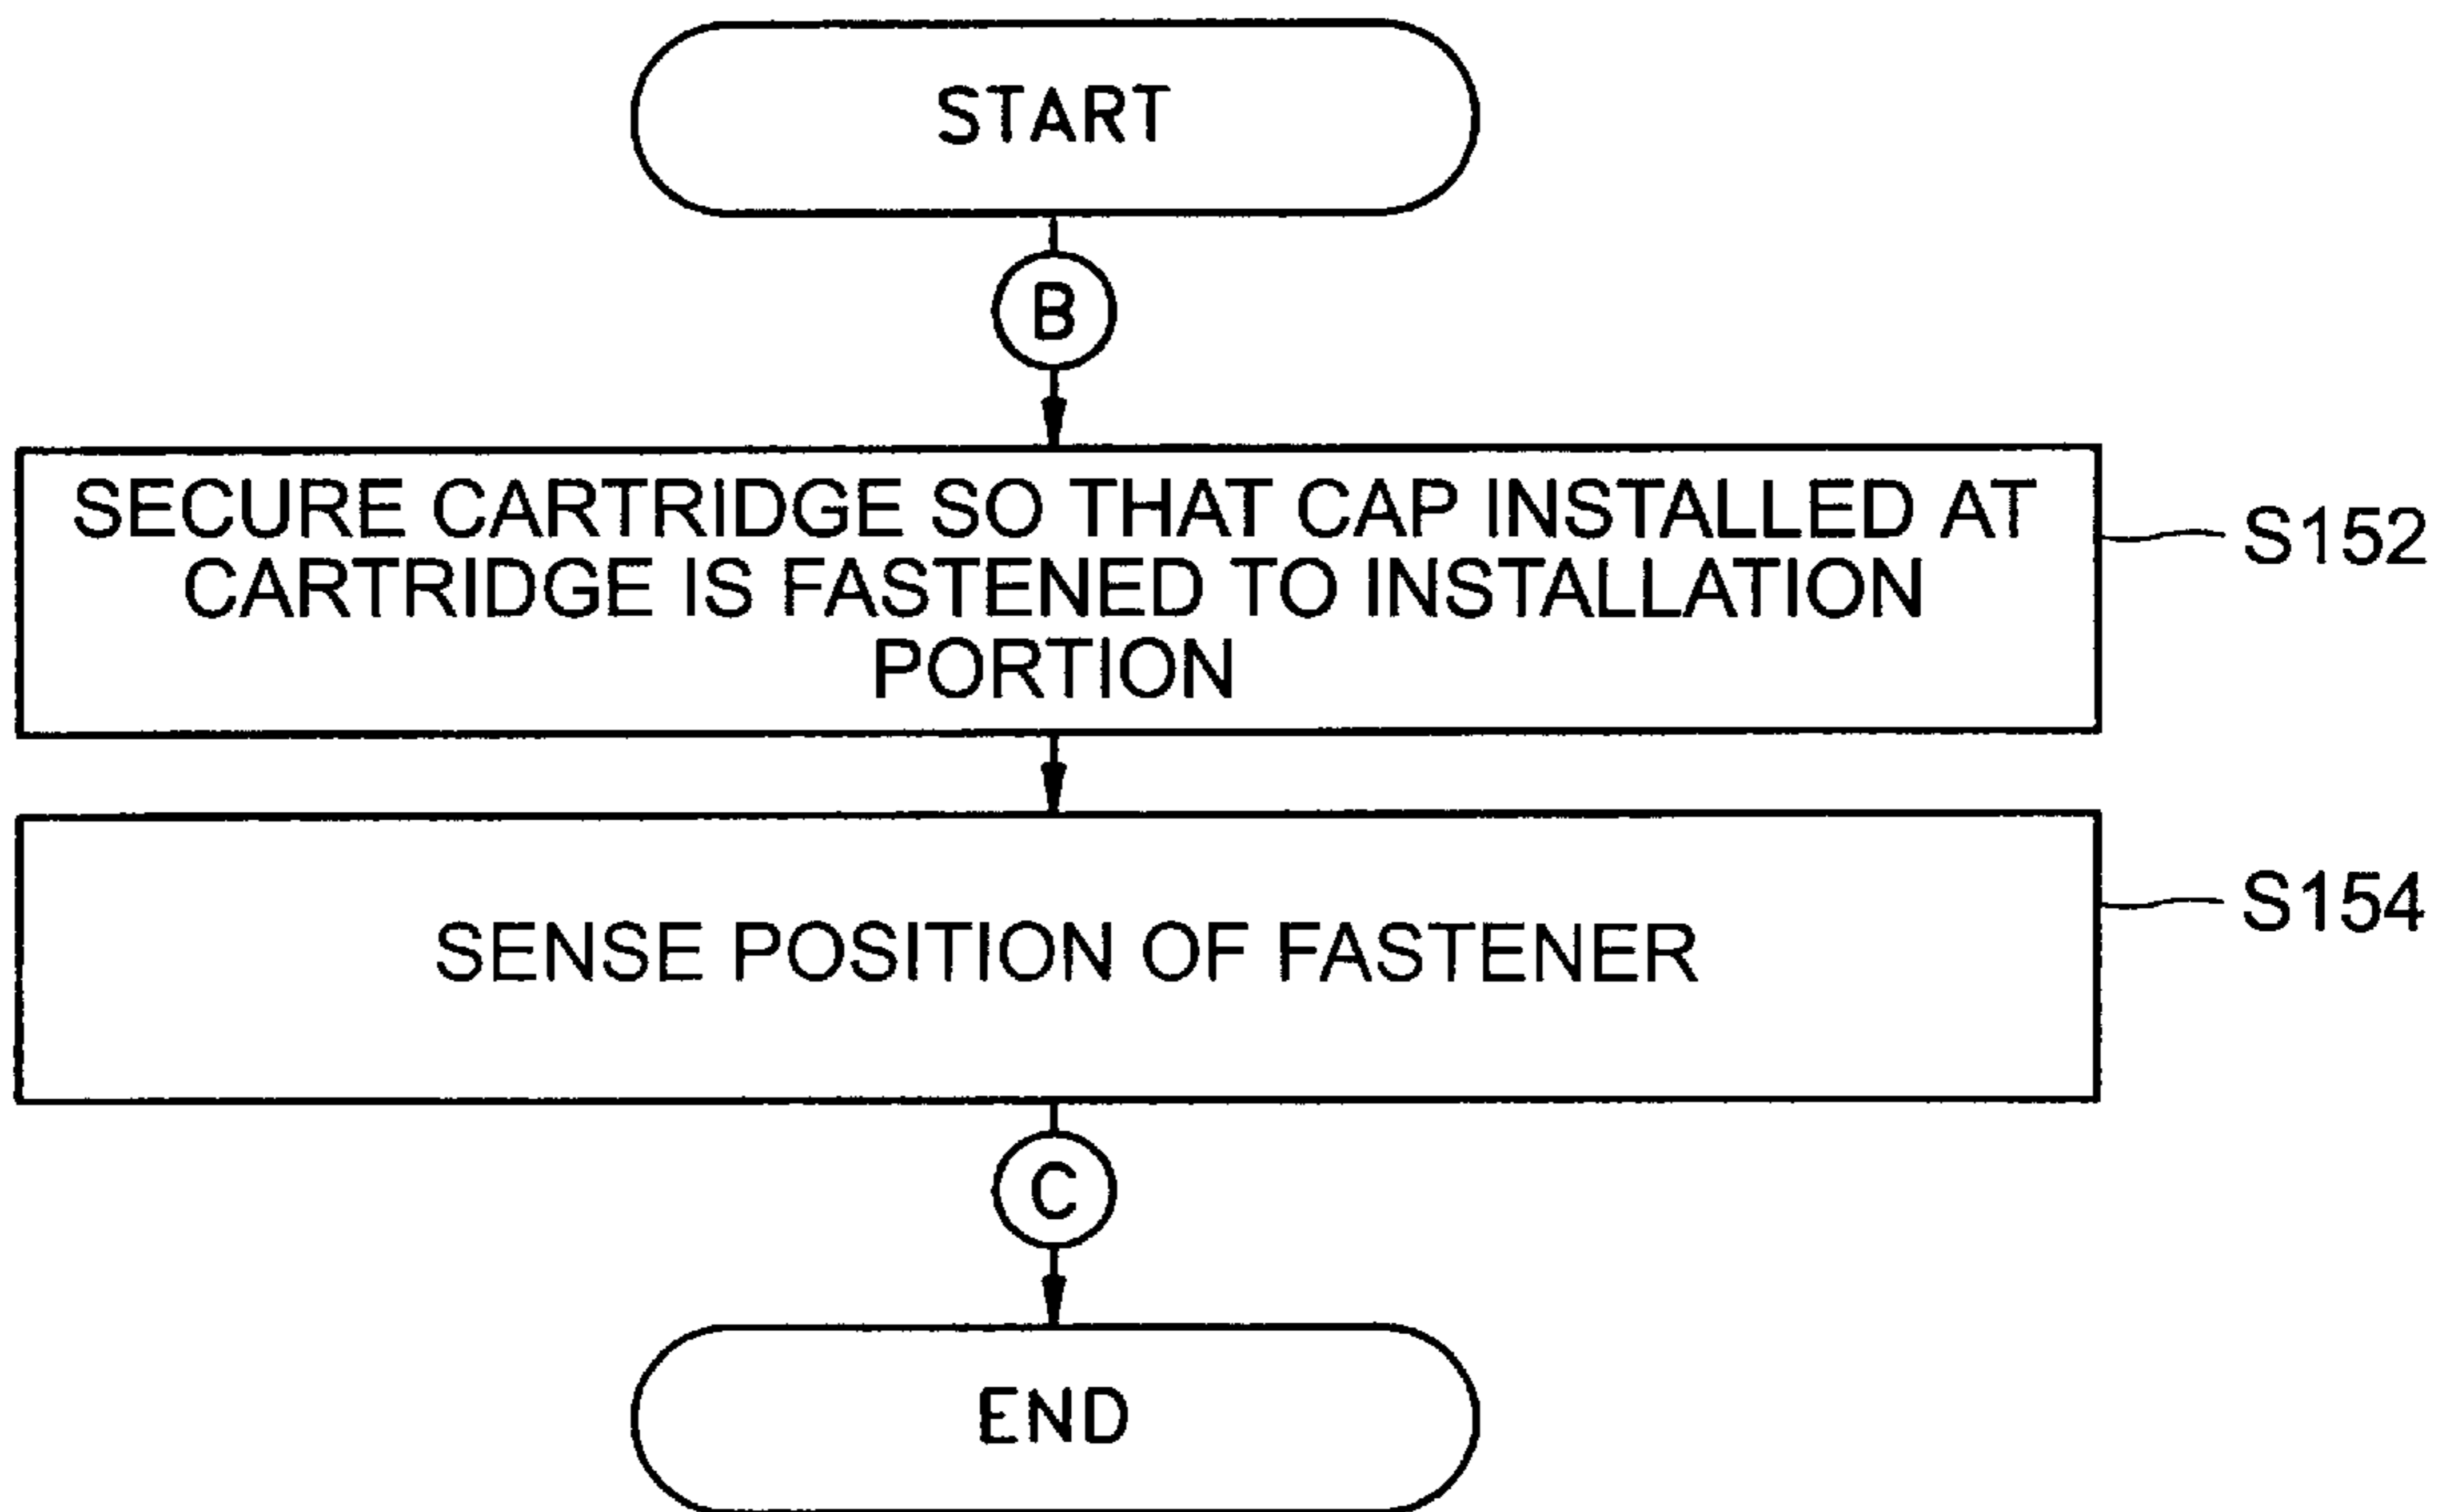 START
B
SECURE CARTRIDGE SO THAT CAP INSTALLED AT
CARTRIDGE IS FASTENED TO INSTALLATION
PORTION
S152
SENSE POSITION OF FASTENER
S154
C
END